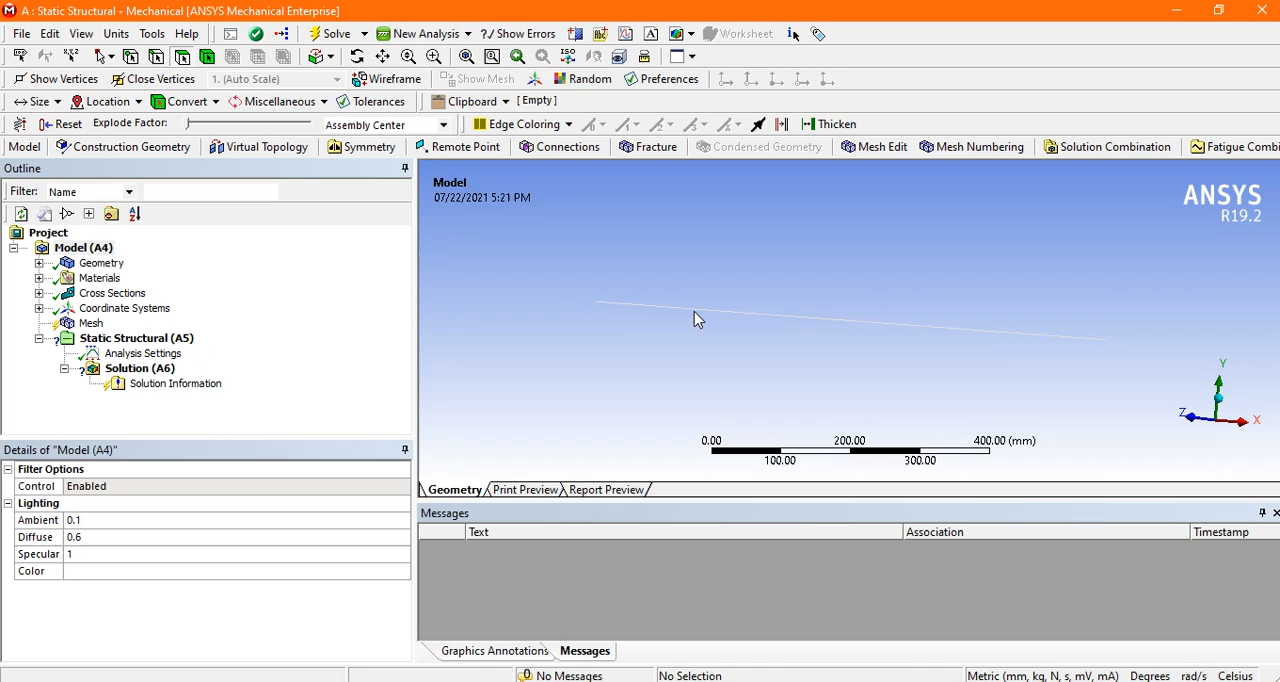 A : Static Structural - Mechanical [ANSYS Mechanical Enterprise]
File Edit View Units Tools Help Solve New Analysis ?/ Show Errors Worksheet
Show Vertices Close Vertices 1. (Auto Scale) Wireframe Show Mesh Random Preferences
Size Location Convert Miscellaneous Tolerances Clipboard [ Empty ]
Reset Explode Factor: Assembly Center Edge Coloring Thicken
Model Construction Geometry Virtual Topology Symmetry Remote Point Connections Fracture Condensed Geometry Mesh Edit Mesh Numbering Solution Combination Fatigue Combi
Outline
Filter: Name
Project
Model (A4)
Geometry
Materials
Cross Sections
Coordinate Systems
Mesh
Static Structural (A5)
Analysis Settings
Solution (A6)
Solution Information
Details of "Model (A4)"
Filter Options
Control Enabled
Lighting
Ambient 0.1
Diffuse 0.6
Specular 1
Color
Model
07/22/2021 5:21 PM
ANSYS
R19.2
Y
Z
X
0.00 200.00 400.00 (mm)
100.00 300.00
Geometry Print Preview Report Preview
Messages
Text Association Timestamp
Graphics Annotations Messages
0 No Messages No Selection Metric (mm, kg, N, s, mV, mA) Degrees rad/s Celsius